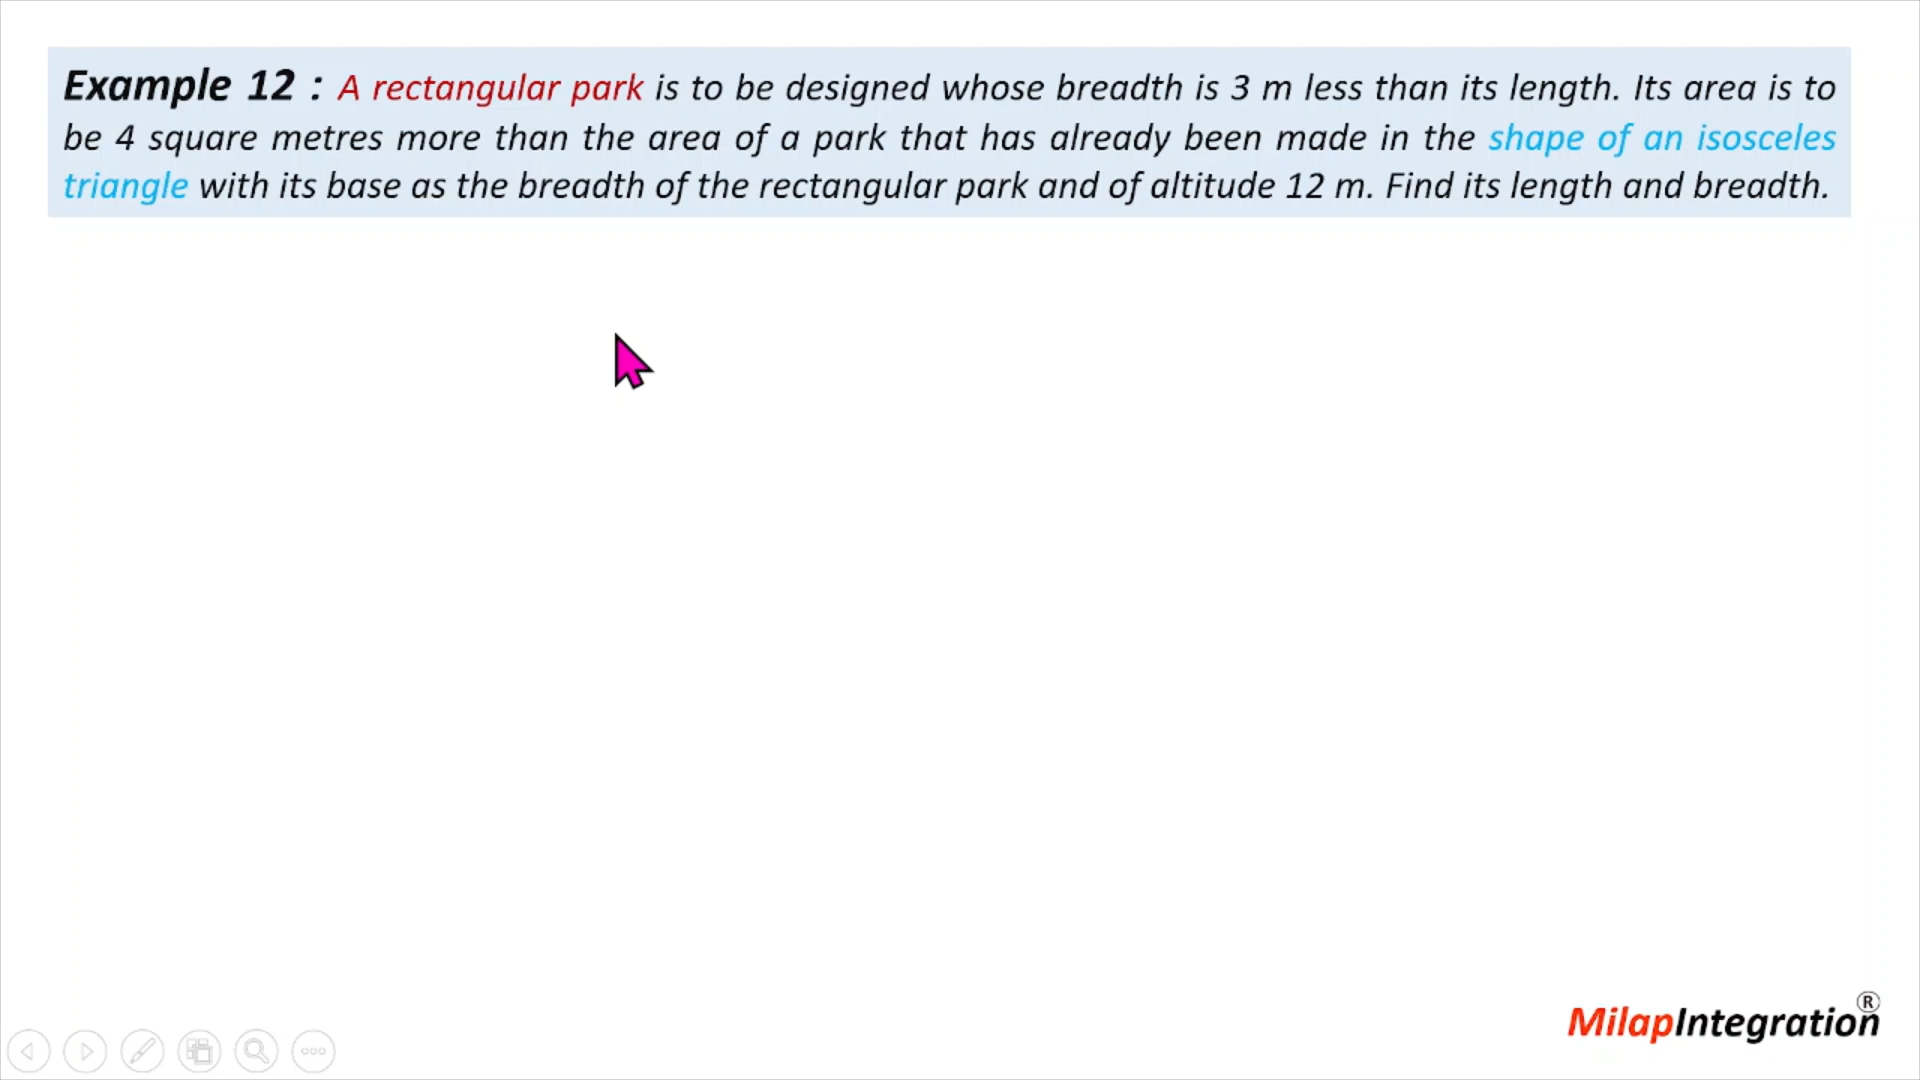 Example 12 : A rectangular park is to be designed whose breadth is 3 m less than its length. Its area is to
be 4 square metres more than the area of a park that has already been made in the shape of an isosceles
triangle with its base as the breadth of the rectangular park and of altitude 12 m. Find its length and breadth.
MilapIntegration®